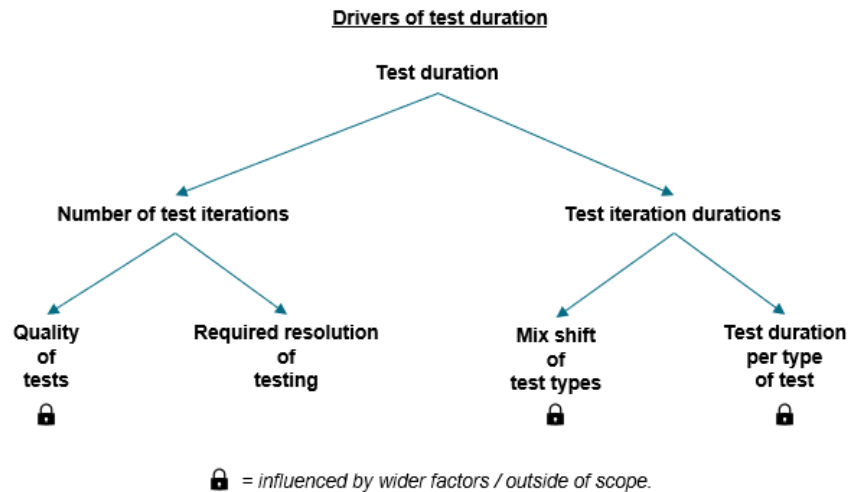 Drivers of test duration
Test duration
Number of test iterations
Test iteration durations
Quality
of
tests
Required resolution
of
testing
Mix shift
of
test types
Test duration
per type
of test
= influenced by wider factors / outside of scope.